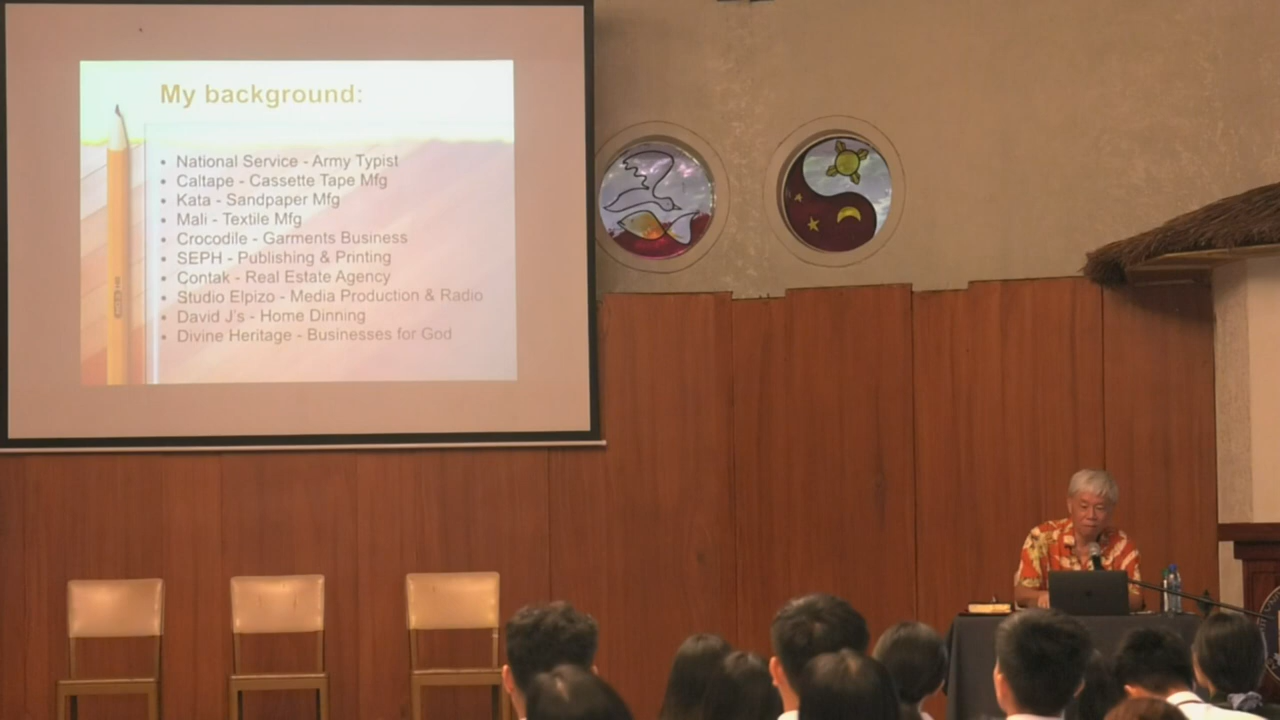 My background:
• National Service - Army Typist
• Caltape - Cassette Tape Mfg
• Kata - Sandpaper Mfg
• Mali - Textile Mfg
• Crocodile - Garments Business
• SEPH - Publishing & Printing
• Contak - Real Estate Agency
• Studio Elpizo - Media Production & Radio
• David J's - Home Dinning
• Divine Heritage - Businesses for God